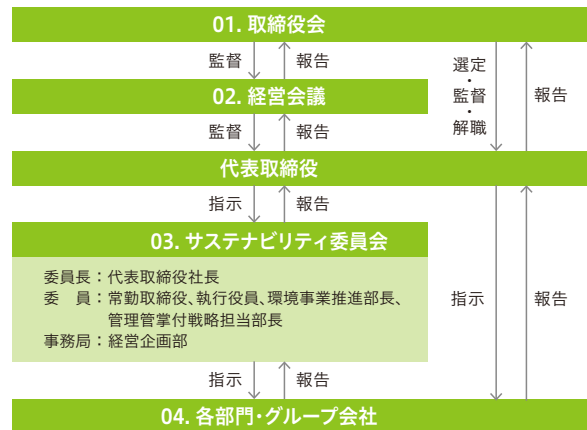 01. 取締役会
監督
報告
選定・監督・解職
報告
02. 経営会議
監督
報告
代表取締役
指示
報告
03. サステナビリティ委員会
委員長：代表取締役社長
委　員：常勤取締役、執行役員、環境事業推進部長、
管理管掌付戦略担当部長
事務局：経営企画部
指示
報告
指示
報告
04. 各部門・グループ会社